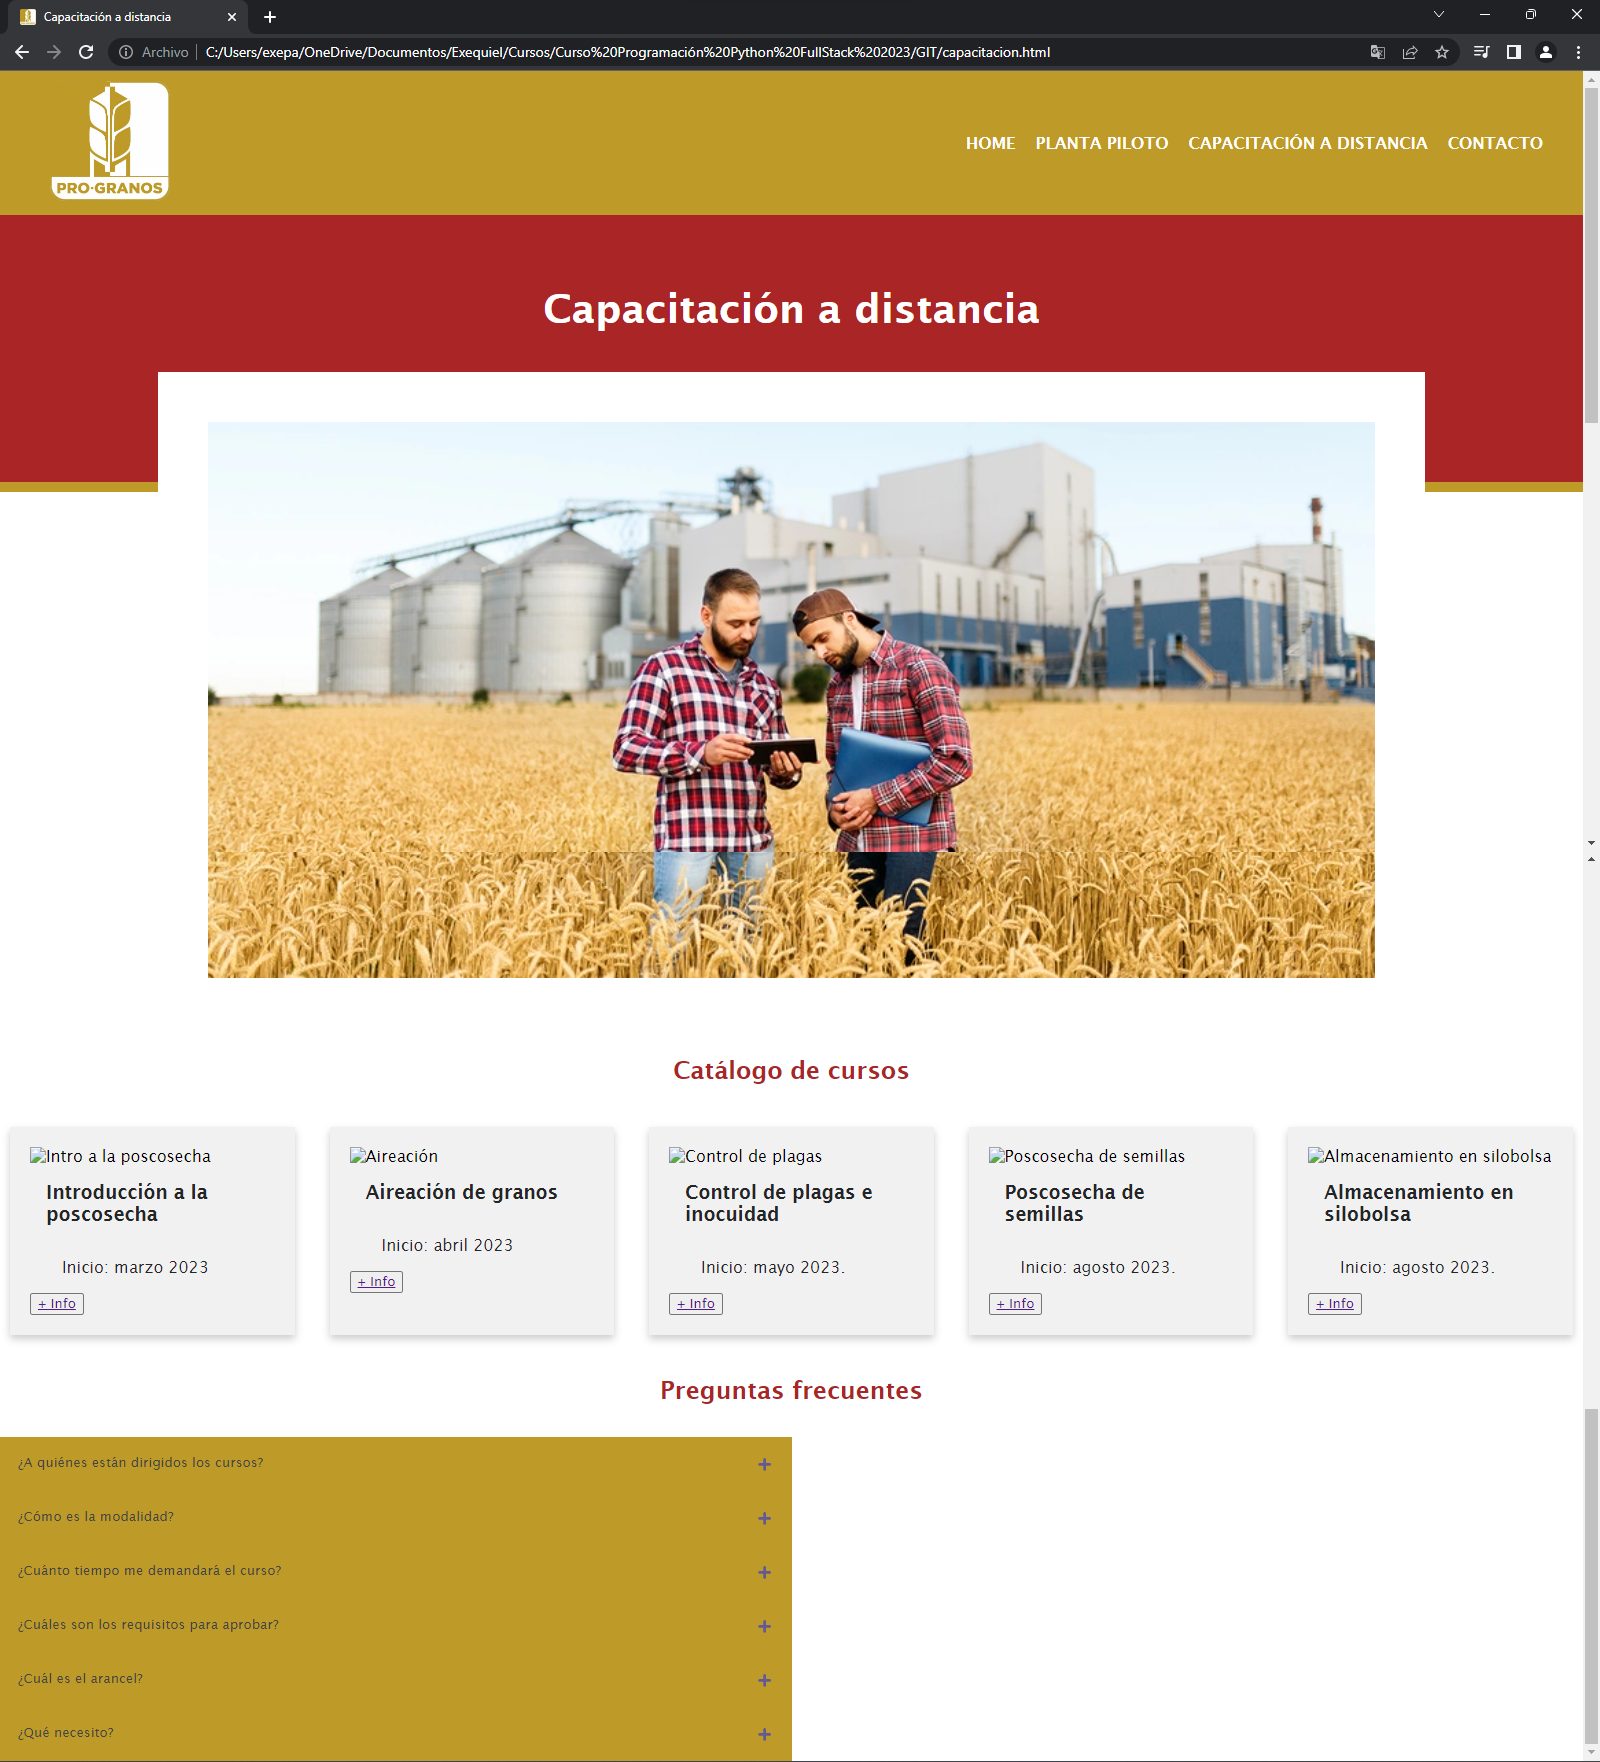 Capacitación a distancia
Archivo C:/Users/exepa/OneDrive/Documentos/Exequiel/Cursos/Curso%20Programación%20Python%20FullStack%202023/GIT/capacitacion.html
PRO·GRANOS
HOME PLANTA PILOTO CAPACITACIÓN A DISTANCIA CONTACTO
Capacitación a distancia
Catálogo de cursos
Intro a la poscosecha
Introducción a la
poscosecha
Inicio: marzo 2023
+ Info
Aireación
Aireación de granos
Inicio: abril 2023
+ Info
Control de plagas
Control de plagas e
inocuidad
Inicio: mayo 2023.
+ Info
Poscosecha de semillas
Poscosecha de
semillas
Inicio: agosto 2023.
+ Info
Almacenamiento en silobolsa
Almacenamiento en
silobolsa
Inicio: agosto 2023.
+ Info
Preguntas frecuentes
¿A quiénes están dirigidos los cursos? +
¿Cómo es la modalidad? +
¿Cuánto tiempo me demandará el curso? +
¿Cuáles son los requisitos para aprobar? +
¿Cuál es el arancel? +
¿Qué necesito? +